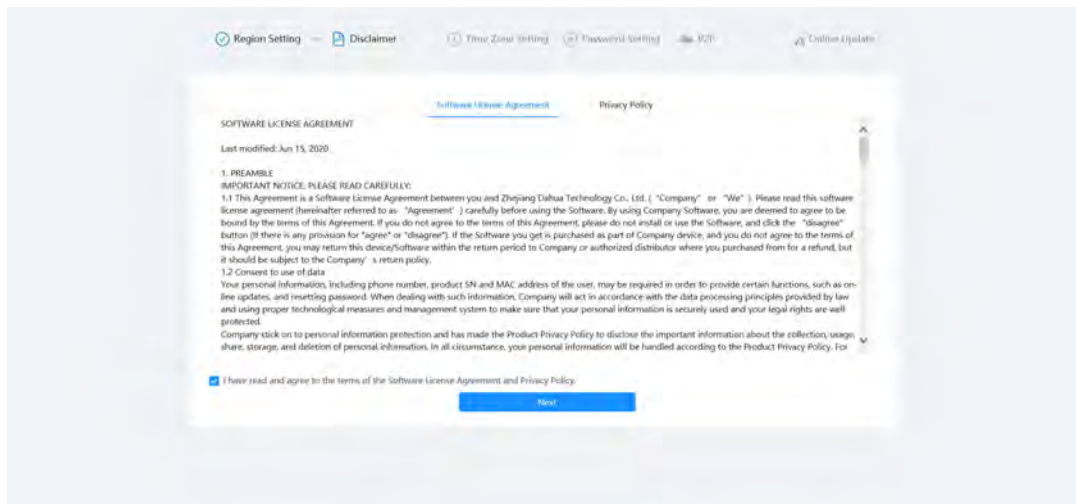 Region Setting Disclaimer Time Zone Setting Password Setting P2P Online Update
Software License Agreement Privacy Policy
SOFTWARE LICENSE AGREEMENT
Last modified: Jun 15, 2020
1. PREAMBLE
IMPORTANT NOTICE, PLEASE READ CAREFULLY:
1.1 This Agreement is a Software License Agreement between you and Zhejiang Dahua Technology Co., Ltd. ( "Company" or "We" ). Please read this software
license agreement (hereinafter referred to as "Agreement" ) carefully before using the Software. By using Company Software, you are deemed to agree to be
bound by the terms of this Agreement. If you do not agree to the terms of this Agreement, please do not install or use the Software, and click the "disagree"
button (If there is any provision for "agree" or "disagree"). If the Software you get is purchased as part of Company device, and you do not agree to the terms of
this Agreement, you may return this device/Software within the return period to Company or authorized distributor where you purchased from for a refund, but
it should be subject to the Company' s return policy.
1.2 Consent to use of data
Your personal information, including phone number, product SN and MAC address of the user, may be required in order to provide certain functions, such as on-
line updates, and resetting password. When dealing with such information, Company will act in accordance with the data processing principles provided by law
and using proper technological measures and management system to make sure that your personal information is securely used and your legal rights are well
protected.
Company stick on to personal information protection and has made the Product Privacy Policy to disclose the important information about the collection, usage,
share, storage, and deletion of personal information. In all circumstance, your personal information will be handled according to the Product Privacy Policy. For
I have read and agree to the terms of the Software License Agreement and Privacy Policy.
Next